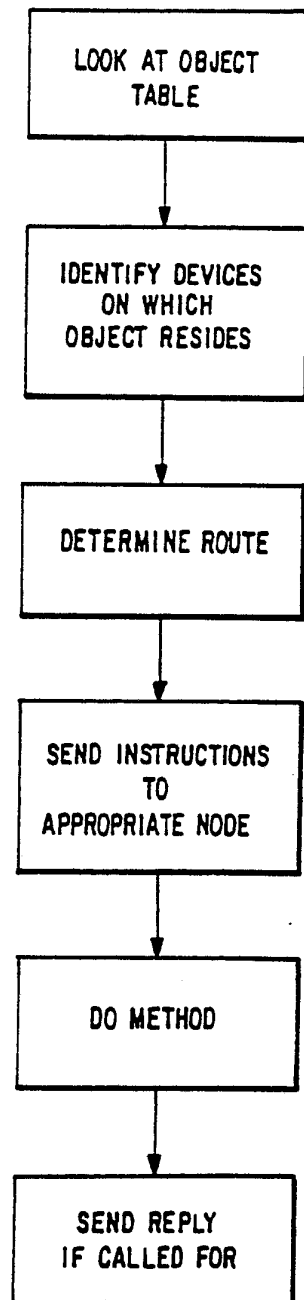 LOOK AT OBJECT
TABLE
IDENTIFY DEVICES
ON WHICH
OBJECT RESIDES
DETERMINE ROUTE
SEND INSTRUCTIONS
TO
APPROPRIATE NODE
DO METHOD
SEND REPLY
IF CALLED FOR